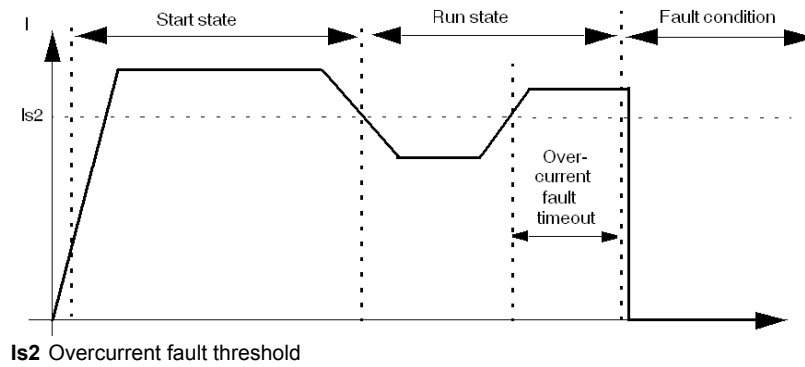 I
Start state
Run state
Fault condition
Is2
Over-
current
fault
timeout
Is2 Overcurrent fault threshold